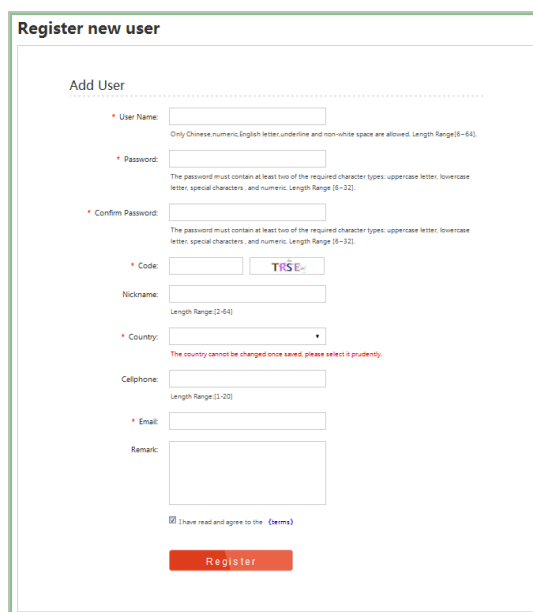 Register new user
Add User
* User Name:
Only Chinese,numeric,English letter,underline and non-white space are allowed. Length Range[6~64].
* Password:
The password must contain at least two of the required character types: uppercase letter, lowercase
letter, special characters , and numeric. Length Range [6~32].
* Confirm Password:
The password must contain at least two of the required character types: uppercase letter, lowercase
letter, special characters , and numeric. Length Range [6~32].
* Code:
TRSE
Nickname:
Length Range:[2-64]
* Country:
The country cannot be changed once saved, please select it prudently.
Cellphone:
Length Range:[1-20]
* Email:
Remark:
I have read and agree to the {terms}
Register